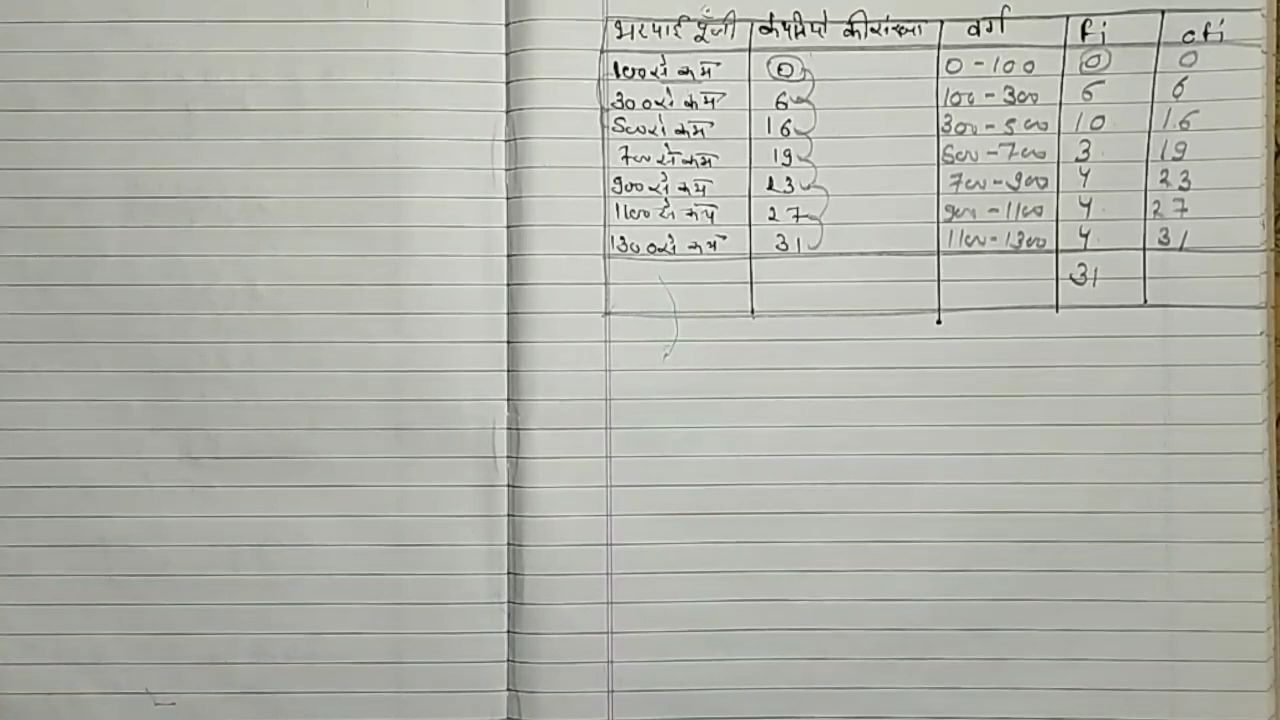 भरपाई पूँजी कंपनियों की संख्या वर्ग fi cfi
100 से कम 0 0 - 100 0 0
300 से कम 6 100 - 300 6 6
500 से कम 16 300 - 500 10 16
700 से कम 19 500 - 700 3 19
900 से कम 23 700 - 900 4 23
1100 से कम 27 900 - 1100 4 27
1300 से कम 31 1100 - 1300 4 31
31